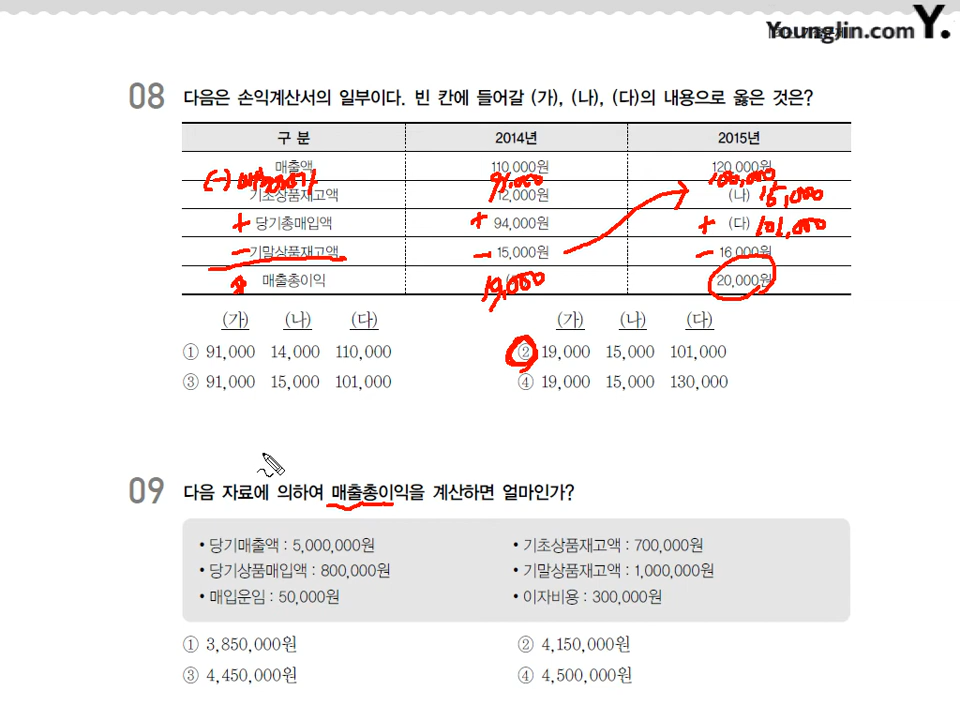 Younglin.com Y.
08 다음은 손익계산서의 일부이다. 빈 칸에 들어갈 (가), (나), (다)의 내용으로 옳은 것은?
구 분 2014년 2015년
매출액 110,000원 120,000원
(-) 91,000 100,000
기초상품재고액 12,000원 (나) 15,000
+ 당기총매입액 + 94,000원 + (다) 101,000
- 기말상품재고액 - 15,000원 - 16,000원
매출총이익 19,000 20,000원
(가) (나) (다) (가) (나) (다)
① 91,000 14,000 110,000 ② 19,000 15,000 101,000
③ 91,000 15,000 101,000 ④ 19,000 15,000 130,000
09 다음 자료에 의하여 매출총이익을 계산하면 얼마인가?
• 당기매출액 : 5,000,000원 • 기초상품재고액 : 700,000원
• 당기상품매입액 : 800,000원 • 기말상품재고액 : 1,000,000원
• 매입운임 : 50,000원 • 이자비용 : 300,000원
① 3,850,000원 ② 4,150,000원
③ 4,450,000원 ④ 4,500,000원